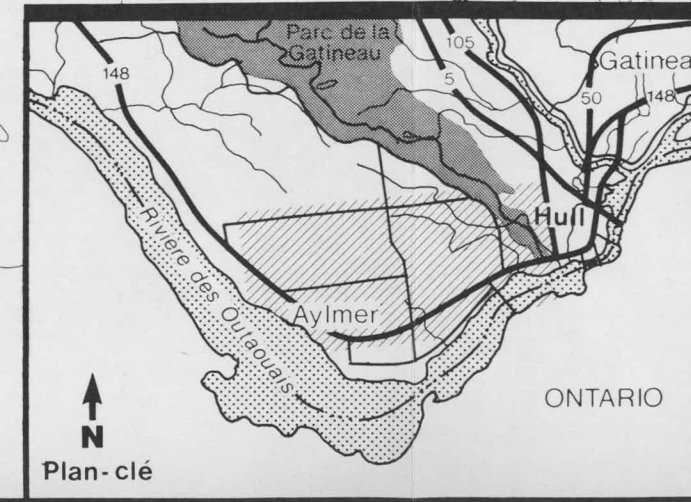 Parc de la
Gatineau
105
Gatinea
148
5
50
148
Hull
Rivière des Outaouais
Aylmer
ONTARIO
N
Plan-clé